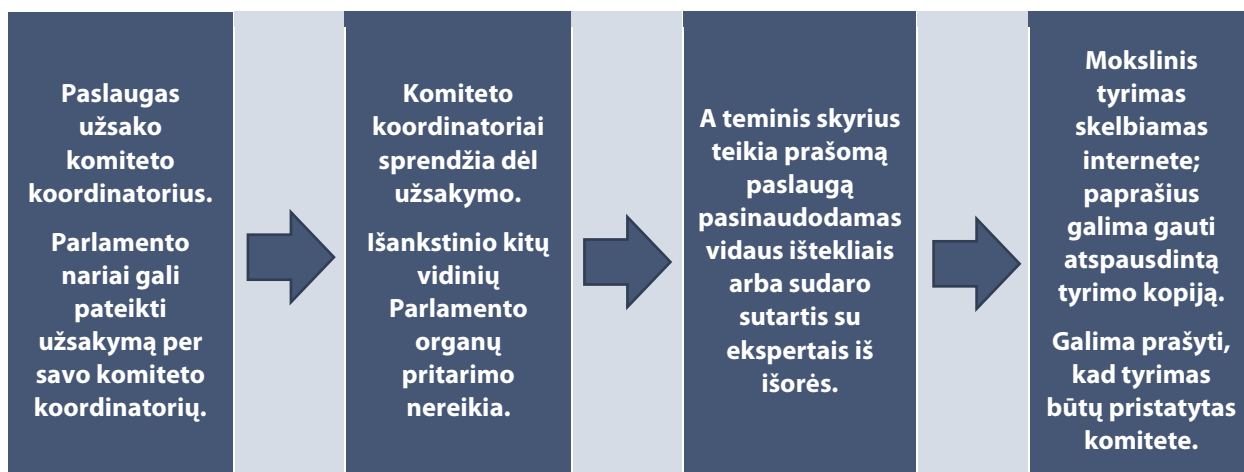 Paslaugas
užsako
komiteto
koordinatorius.
Parlamento
nariai gali
pateikti
užsakymą per
savo komiteto
koordinatorių.
Komiteto
koordinatoriai
sprendžia dėl
užsakymo.
Išankstinio kitų
vidinių
Parlamento
organų
pritarimo
nereikia.
A teminis skyrius
teikia prašomą
paslaugą
pasinaudodamas
vidaus ištekliais
arba sudaro
sutartis su
ekspertais iš
išorės.
Mokslinis
tyrimas
skelbiamas
internete;
paprašius
galima gauti
atspausdintą
tyrimo kopiją.
Galima prašyti,
kad tyrimas
būtų pristatytas
komitete.